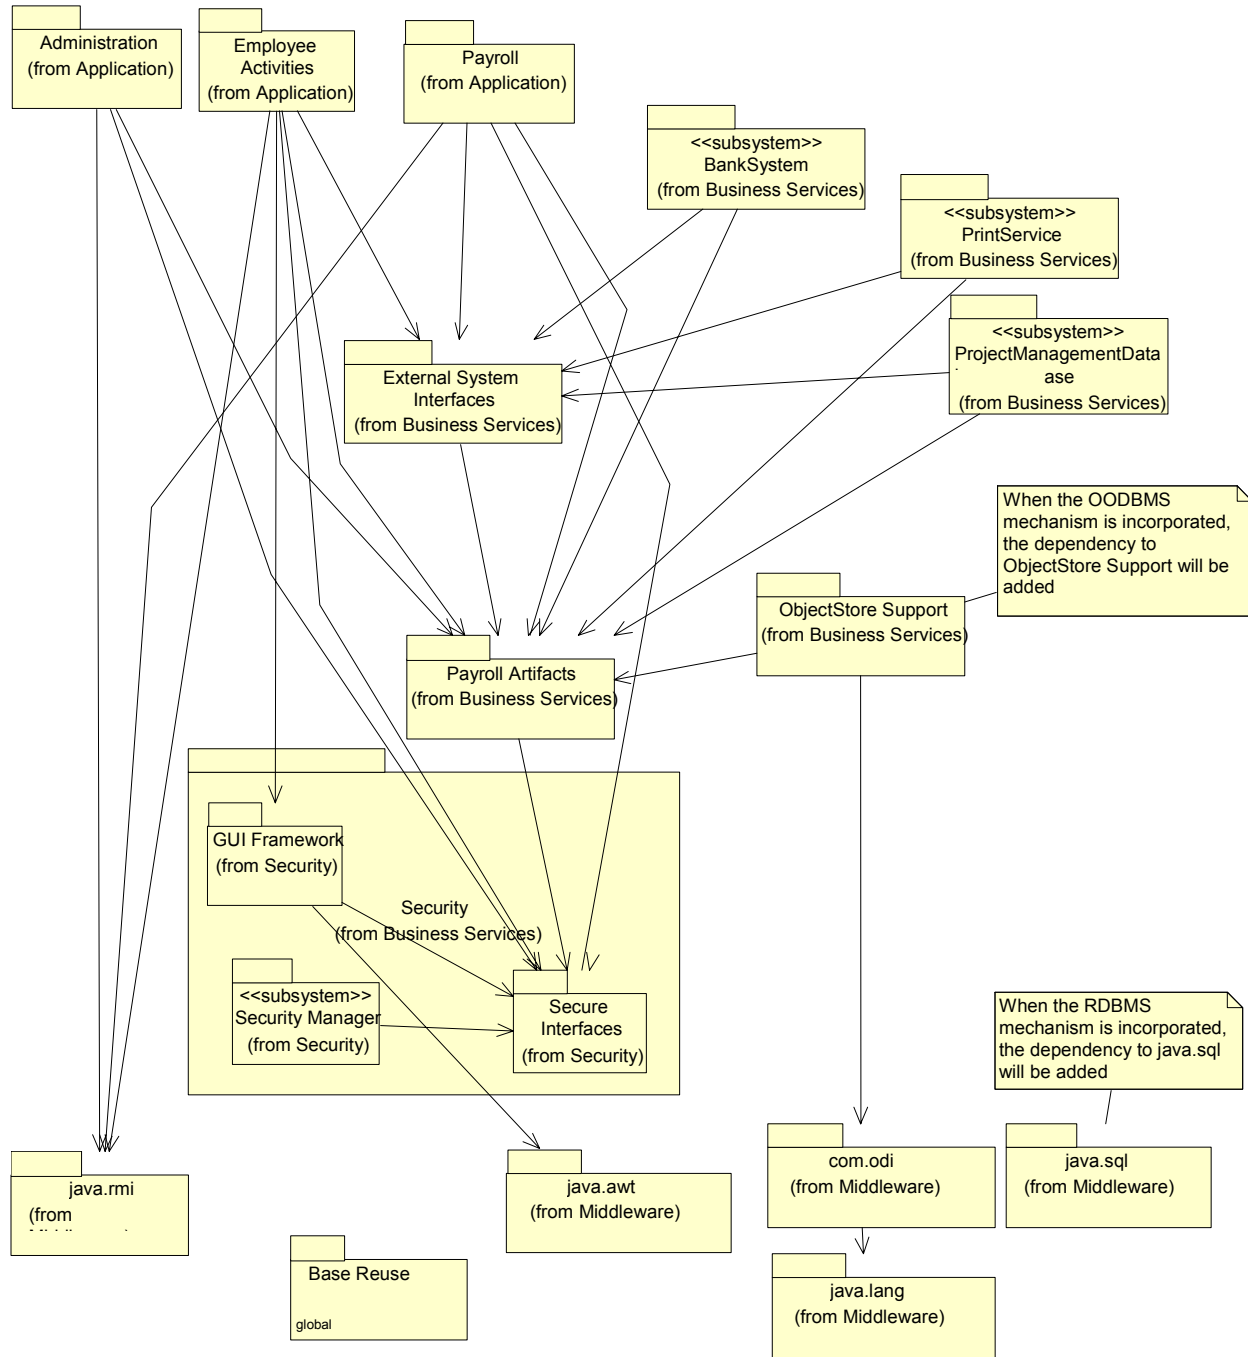 Administration
(from Application)
Employee
Activities
(from Application)
Payroll
(from Application)
<<subsystem>>
BankSystem
(from Business Services)
<<subsystem>>
PrintService
(from Business Services)
<<subsystem>>
ProjectManagementData
ase
(from Business Services)
External System
Interfaces
(from Business Services)
When the OODBMS
mechanism is incorporated,
the dependency to
ObjectStore Support will be
added
ObjectStore Support
(from Business Services)
Payroll Artifacts
(from Business Services)
GUI Framework
(from Security)
Security
(from Business Services)
<<subsystem>>
Security Manager
(from Security)
Secure
Interfaces
(from Security)
When the RDBMS
mechanism is incorporated,
the dependency to java.sql
will be added
java.rmi
(from
java.awt
(from Middleware)
com.odi
(from Middleware)
java.sql
(from Middleware)
Base Reuse
global
java.lang
(from Middleware)